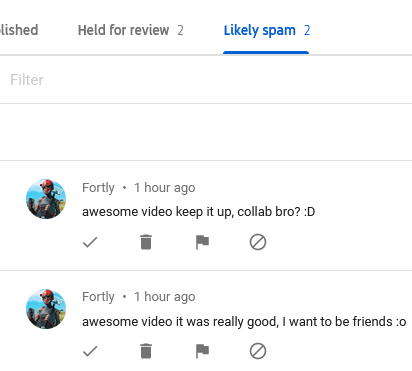 Held for review 2 Likely spam 2
Filter
Fortly • 1 hour ago
awesome video keep it up, collab bro? :D
Fortly • 1 hour ago
awesome video it was really good, I want to be friends :o